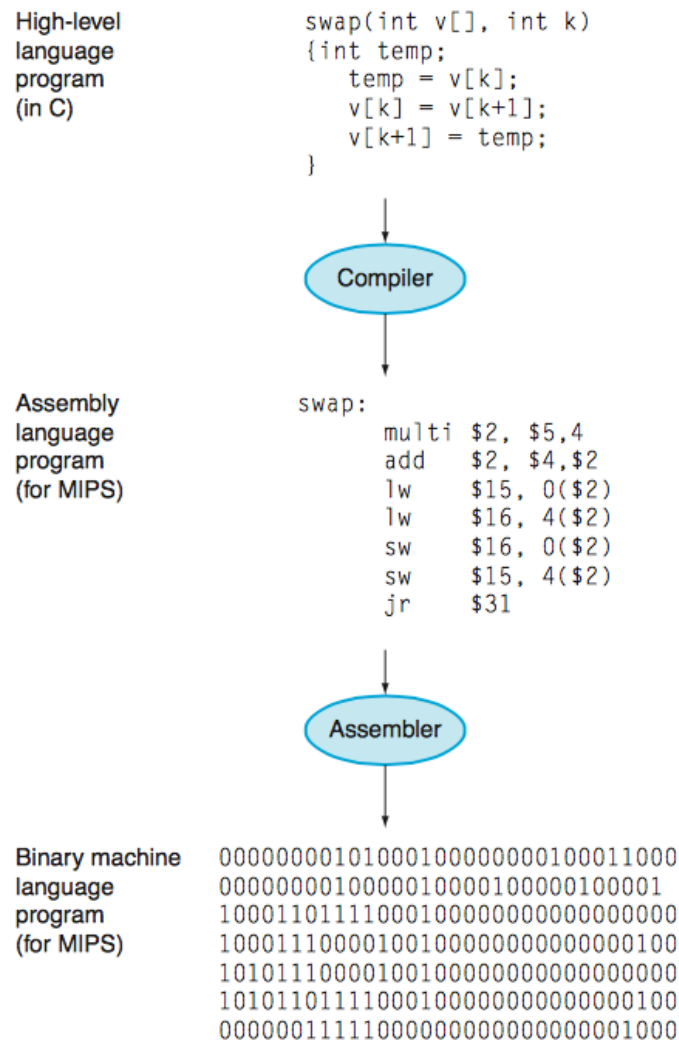 High-level
language
program
(in C)
swap(int v[], int k)
{int temp;
temp = v[k];
v[k] = v[k+1];
v[k+1] = temp;
}
Compiler
Assembly
language
program
(for MIPS)
swap:
multi $2, $5,4
add $2, $4,$2
lw $15, 0($2)
lw $16, 4($2)
sw $16, 0($2)
sw $15, 4($2)
jr $31
Assembler
Binary machine
language
program
(for MIPS)
00000000101000100000000100011000
0000000010000010000100000100001
10001101111000100000000000000000
10001110000100100000000000000100
10101110000100100000000000000000
10101101111000100000000000000100
00000011111000000000000000001000